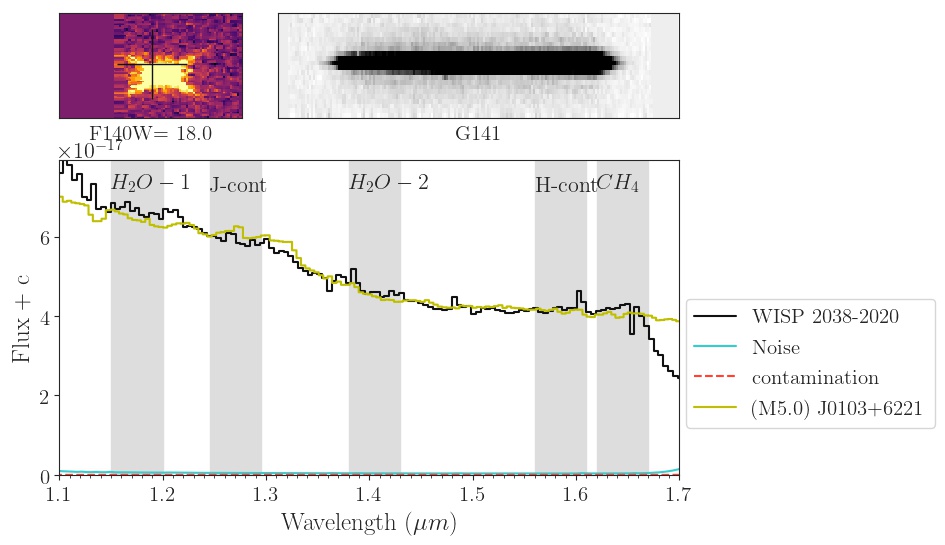 F140W= 18.0
G141
×10⁻¹⁷
H₂O − 1
J-cont
H₂O − 2
H-cont
CH₄
6
4
2
0
Flux + c
1.1 1.2 1.3 1.4 1.5 1.6 1.7
Wavelength (μm)
WISP 2038-2020
Noise
contamination
(M5.0) J0103+6221